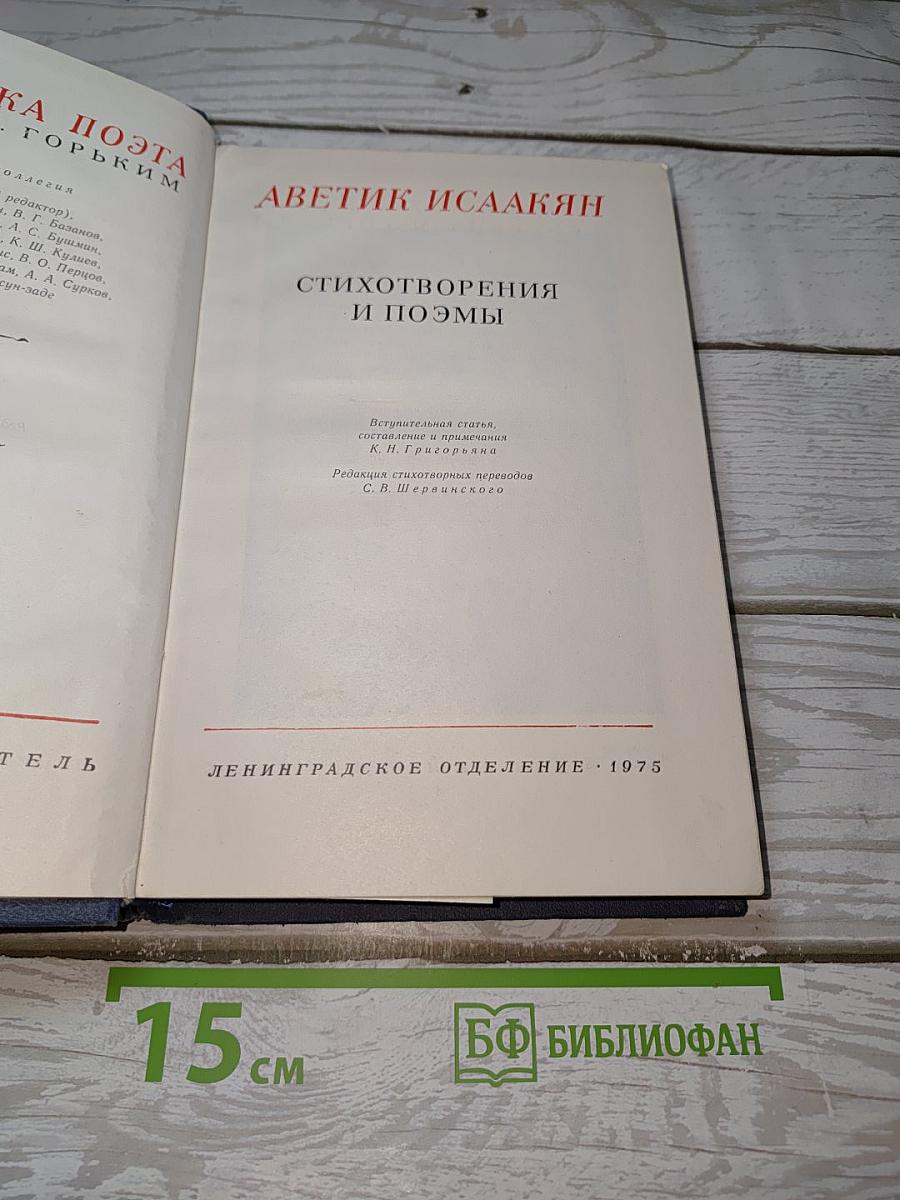 КА ПОЭТА
ГОРЬКИМ
оллегия
редактор),
В. Г. Базанов,
А. С. Бушмин,
К. Ш. Кулиев,
В. О. Перцов,
А. А. Сурков,
сун-заде
ТЕЛЬ
АВЕТИК ИСААКЯН
СТИХОТВОРЕНИЯ
И ПОЭМЫ
Вступительная статья,
составление и примечания
К. Н. Григорьяна
Редакция стихотворных переводов
С. В. Шервинского
ЛЕНИНГРАДСКОЕ ОТДЕЛЕНИЕ · 1975
15 см
БФ БИБЛИОФАН